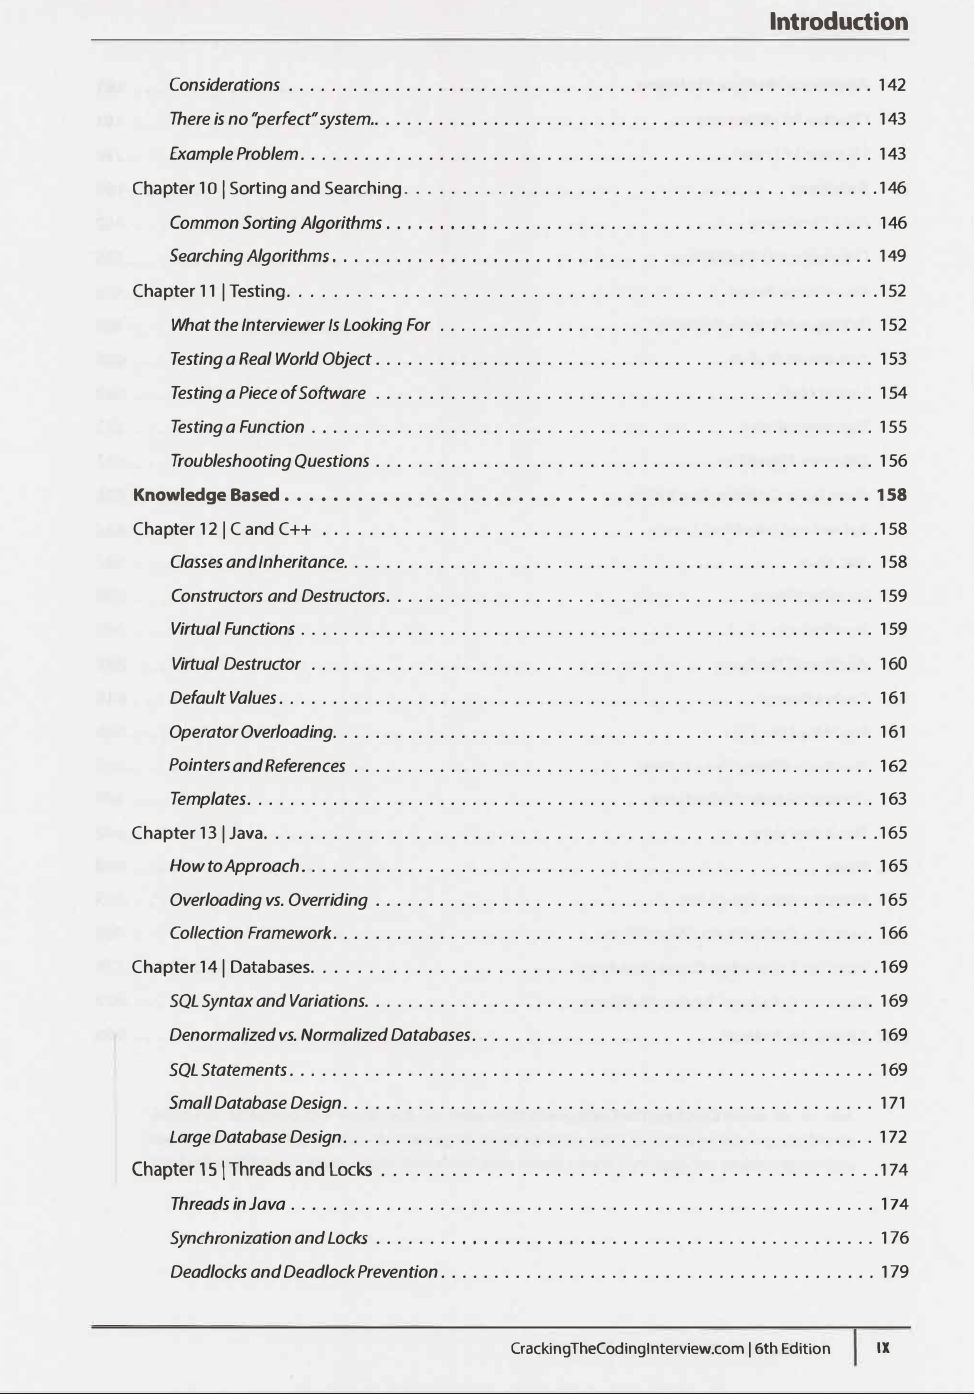 Introduction
Considerations . . . . . . . . . . . . . . . . . . . . 142
There is no "perfect" system.. . . . . . . . . . . . . . . . . . . . 143
Example Problem. . . . . . . . . . . . . . . . . . . . 143
Chapter 10 | Sorting and Searching. . . . . . . . . . . . . . . . . . . . .146
Common Sorting Algorithms . . . . . . . . . . . . . . . . . . . . 146
Searching Algorithms. . . . . . . . . . . . . . . . . . . . 149
Chapter 11 | Testing. . . . . . . . . . . . . . . . . . . . .152
What the Interviewer Is Looking For . . . . . . . . . . . . . . . . . . . . 152
Testing a Real World Object . . . . . . . . . . . . . . . . . . . . 153
Testing a Piece of Software . . . . . . . . . . . . . . . . . . . . 154
Testing a Function . . . . . . . . . . . . . . . . . . . . 155
Troubleshooting Questions . . . . . . . . . . . . . . . . . . . . 156
Knowledge Based . . . . . . . . . . . . . . . . . . . . 158
Chapter 12 | C and C++ . . . . . . . . . . . . . . . . . . . . .158
Classes and Inheritance. . . . . . . . . . . . . . . . . . . . 158
Constructors and Destructors. . . . . . . . . . . . . . . . . . . . 159
Virtual Functions . . . . . . . . . . . . . . . . . . . . 159
Virtual Destructor . . . . . . . . . . . . . . . . . . . . 160
Default Values. . . . . . . . . . . . . . . . . . . . 161
Operator Overloading. . . . . . . . . . . . . . . . . . . . 161
Pointers and References . . . . . . . . . . . . . . . . . . . . 162
Templates. . . . . . . . . . . . . . . . . . . . 163
Chapter 13 | Java. . . . . . . . . . . . . . . . . . . . .165
How to Approach. . . . . . . . . . . . . . . . . . . . 165
Overloading vs. Overriding . . . . . . . . . . . . . . . . . . . . 165
Collection Framework. . . . . . . . . . . . . . . . . . . . 166
Chapter 14 | Databases. . . . . . . . . . . . . . . . . . . . .169
SQL Syntax and Variations. . . . . . . . . . . . . . . . . . . . 169
Denormalized vs. Normalized Databases. . . . . . . . . . . . . . . . . . . . 169
SQL Statements. . . . . . . . . . . . . . . . . . . . 169
Small Database Design. . . . . . . . . . . . . . . . . . . . 171
Large Database Design. . . . . . . . . . . . . . . . . . . . 172
Chapter 15 | Threads and Locks . . . . . . . . . . . . . . . . . . . . .174
Threads in Java . . . . . . . . . . . . . . . . . . . . 174
Synchronization and Locks . . . . . . . . . . . . . . . . . . . . 176
Deadlocks and Deadlock Prevention . . . . . . . . . . . . . . . . . . . . 179
CrackingTheCodingInterview.com | 6th Edition | IX